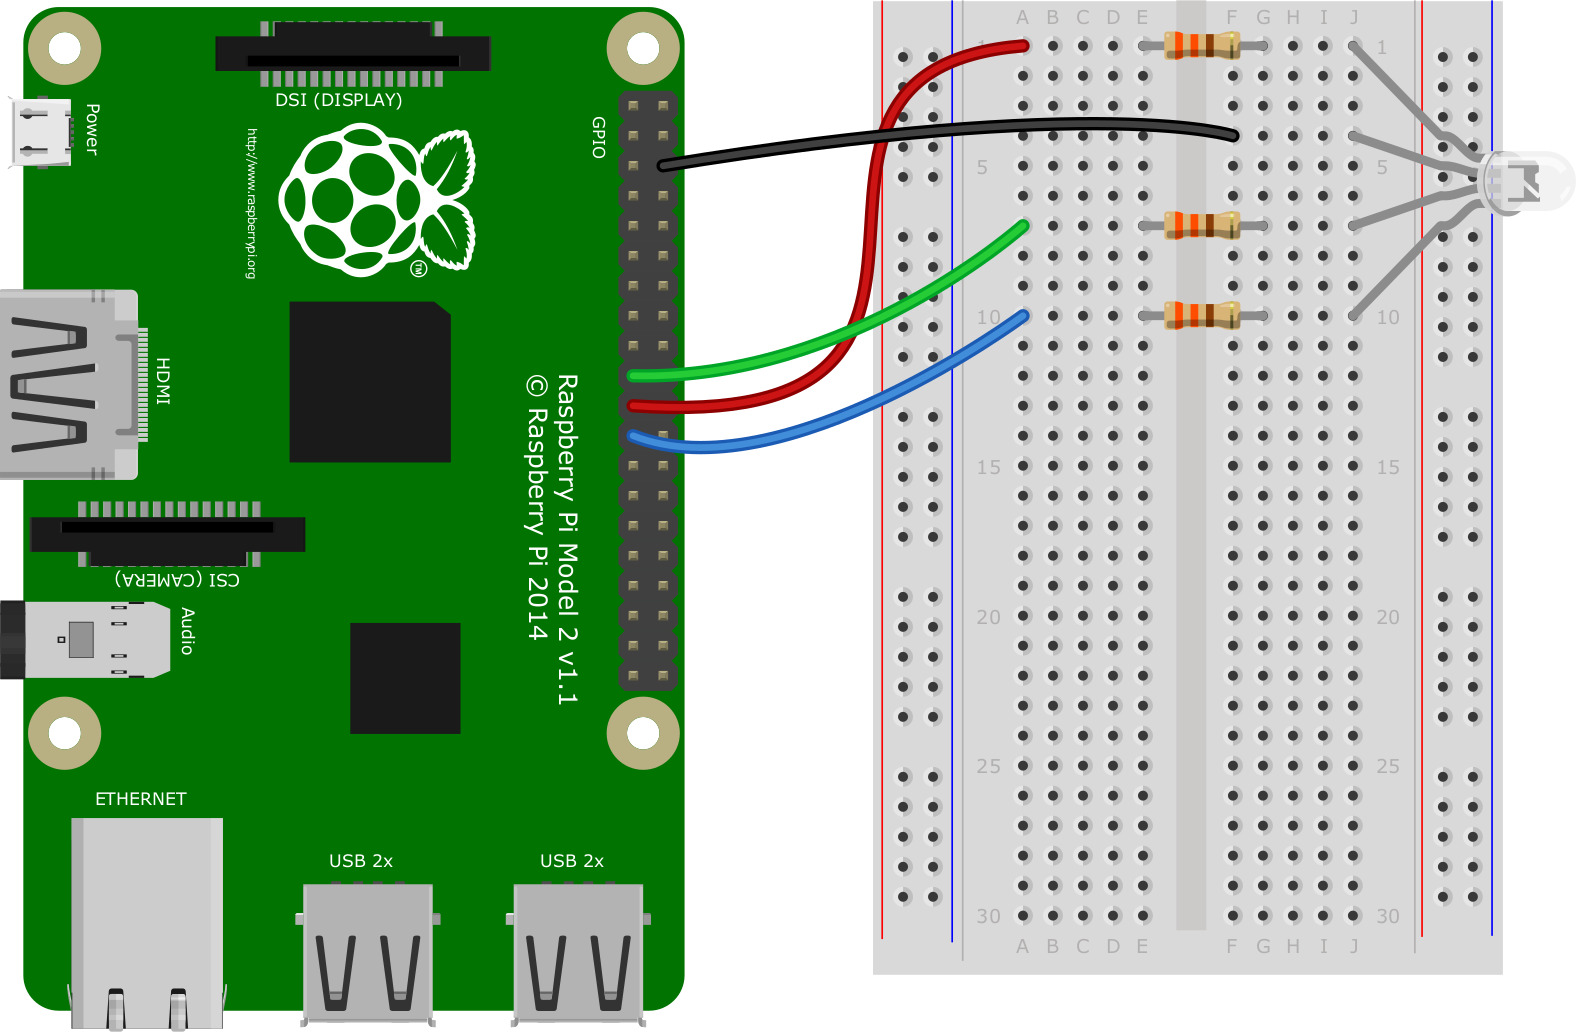 DSI (DISPLAY)
Power
http://www.raspberrypi.org
GPIO
TM
HDMI
Raspberry Pi Model 2 v1.1
© Raspberry Pi 2014
CSI (CAMERA)
Audio
ETHERNET
USB 2x
USB 2x
A B C D E F G H I J
1 1
5 5
10 10
15 15
20 20
25 25
30 30
A B C D E F G H I J